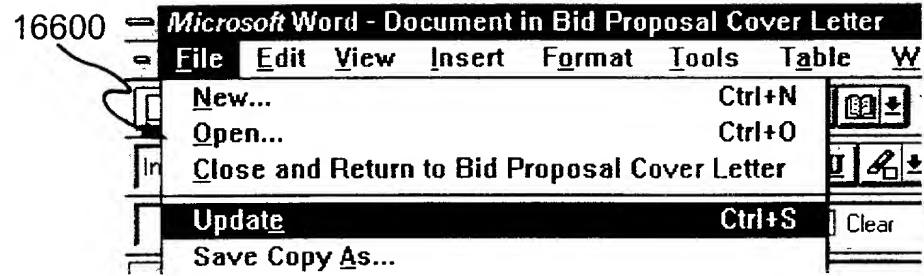 16600
Microsoft Word - Document in Bid Proposal Cover Letter
File Edit View Insert Format Tools Table W
New... Ctrl+N
Open... Ctrl+O
In
Close and Return to Bid Proposal Cover Letter
U
Update Ctrl+S
Clear
Save Copy As...